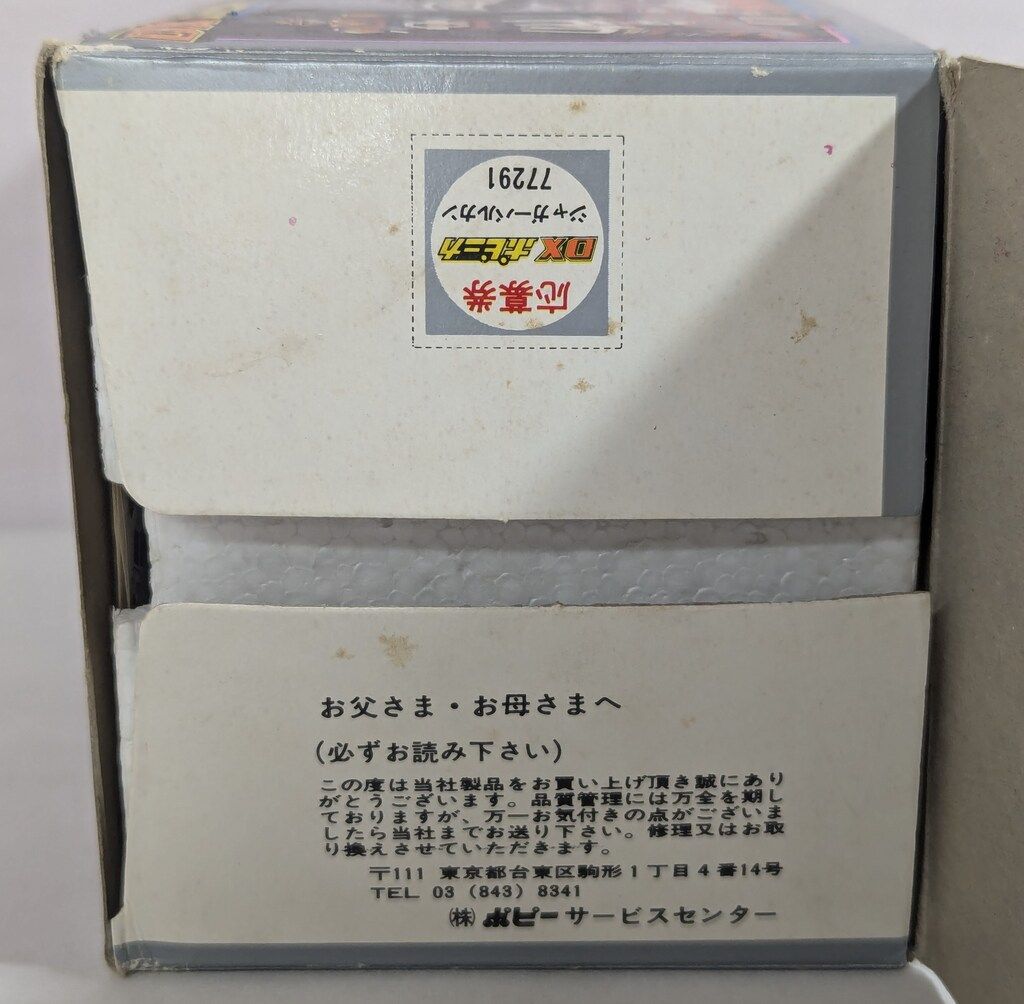 応募券
DX ポピニカ
ジャガーバルカン
77291
お父さま・お母さまへ
(必ずお読み下さい)
この度は当社製品をお買い上げ頂き誠にあり
がとうございます。品質管理には万全を期し
ておりますが、万一お気付きの点がございま
したら当社までお送り下さい。修理又はお取
り換えさせていただきます。
〒111 東京都台東区駒形1丁目4番14号
TEL 03 (843) 8341
㈱ ポピーサービスセンター